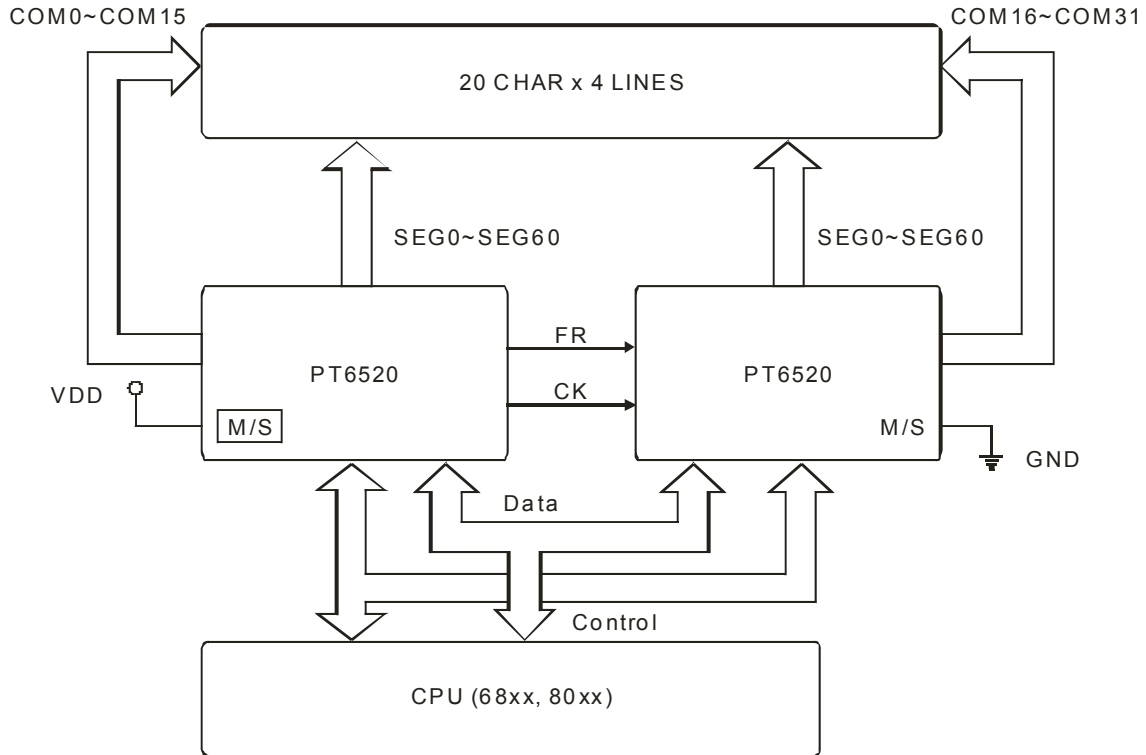 COM0~COM15
COM16~COM31
20 CHAR x 4 LINES
SEG0~SEG60
SEG0~SEG60
FR
PT6520
PT6520
CK
VDD
M/S
M/S
GND
Data
Control
CPU (68xx, 80xx)